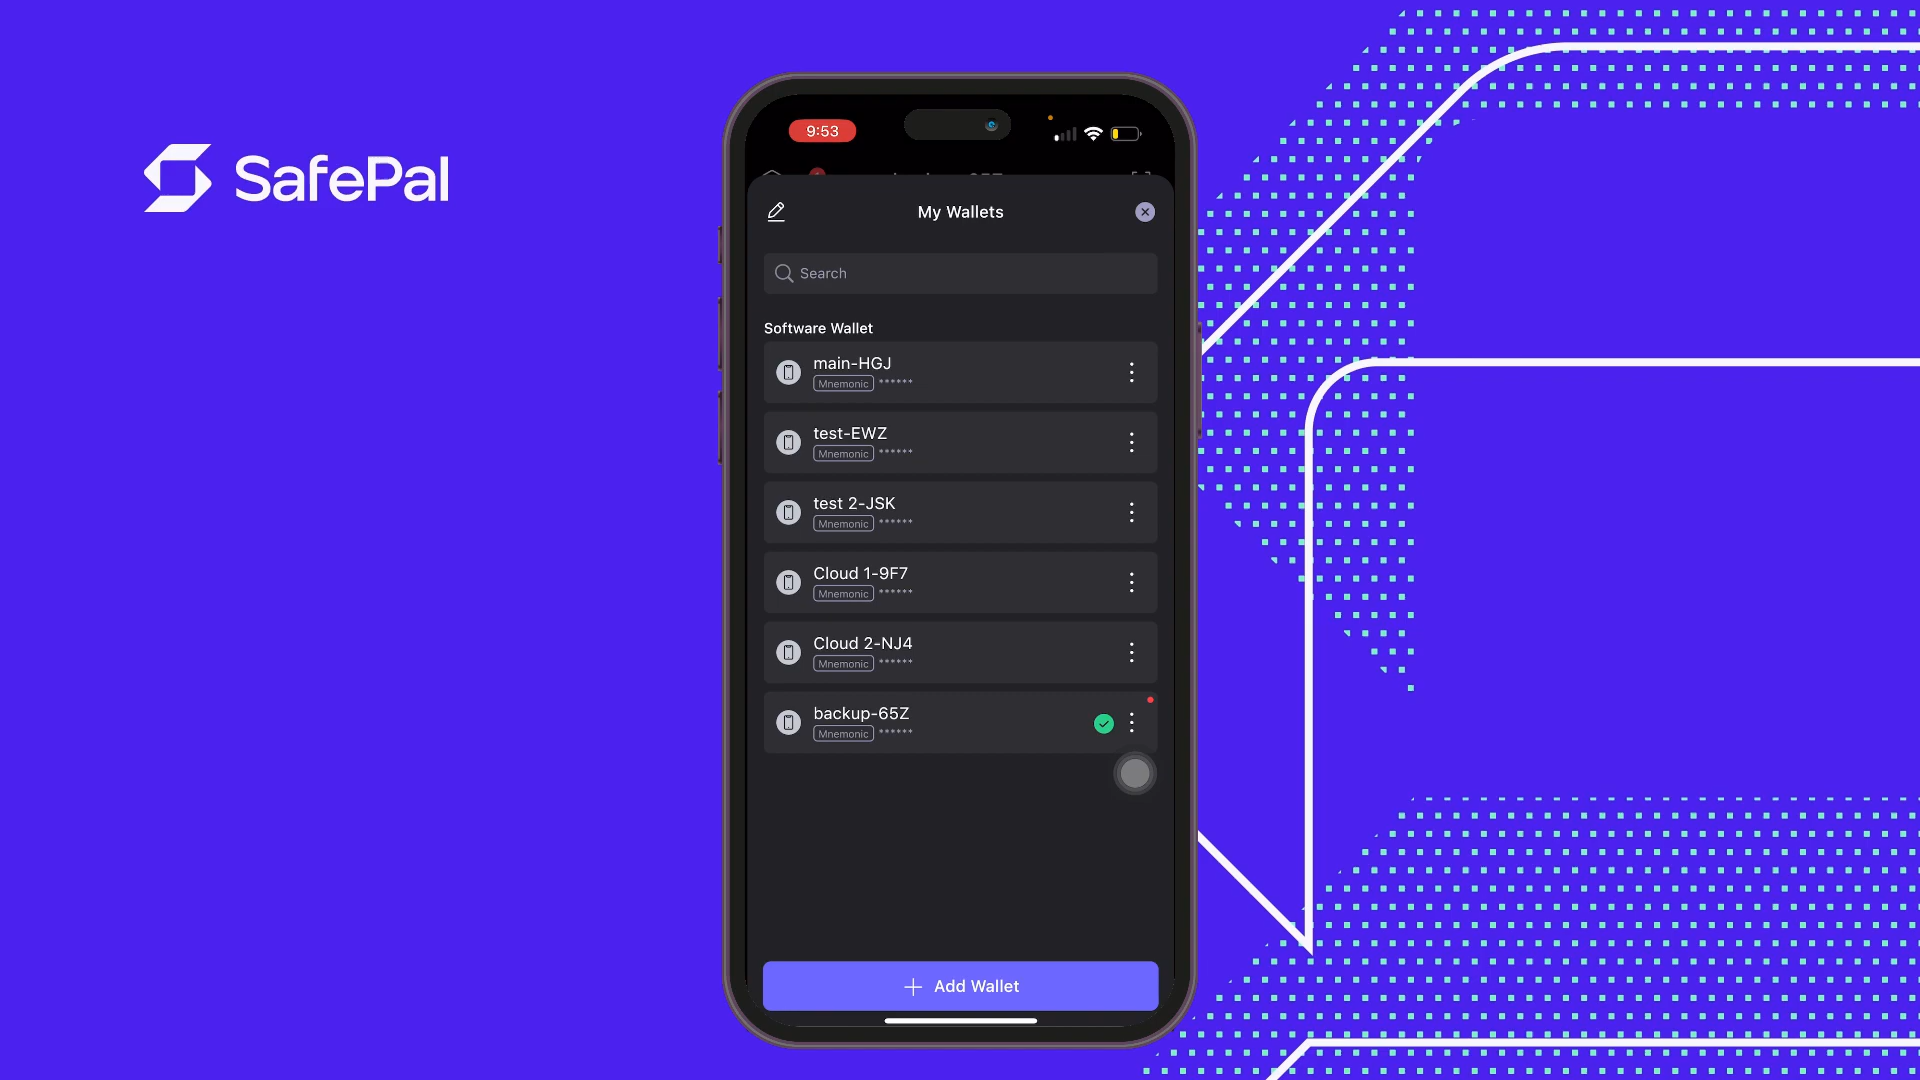 SafePal
9:53
My Wallets
Search
Software Wallet
main-HGJ
Mnemonic ******
test-EWZ
Mnemonic ******
test 2-JSK
Mnemonic ******
Cloud 1-9F7
Mnemonic ******
Cloud 2-NJ4
Mnemonic ******
backup-65Z
Mnemonic ******
Add Wallet